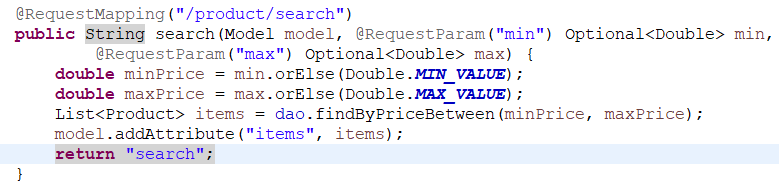 @RequestMapping("/product/search")
public String search(Model model, @RequestParam("min") Optional<Double> min,
@RequestParam("max") Optional<Double> max) {
double minPrice = min.orElse(Double.MIN_VALUE);
double maxPrice = max.orElse(Double.MAX_VALUE);
List<Product> items = dao.findByPriceBetween(minPrice, maxPrice);
model.addAttribute("items", items);
return "search";
}